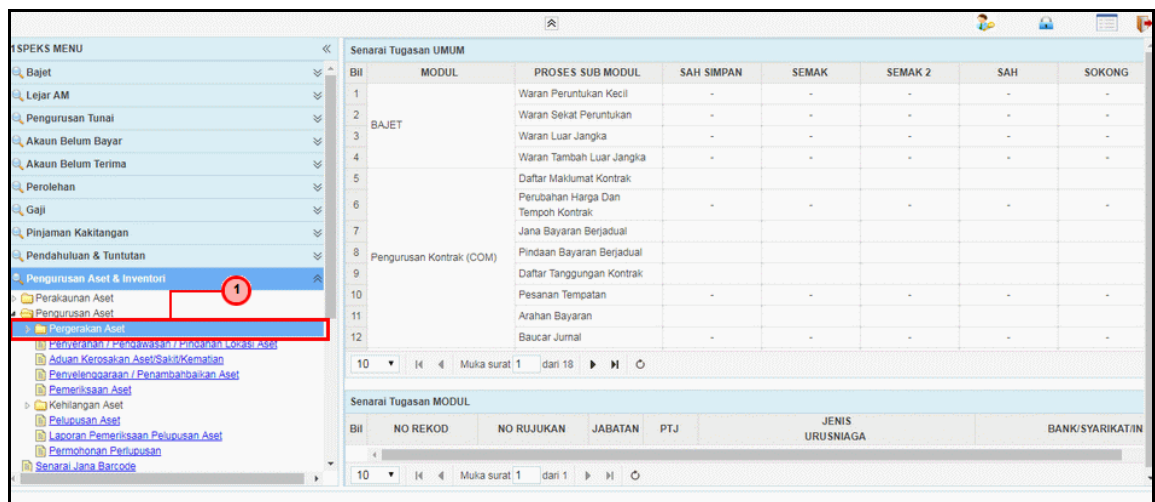 1SPEKS MENU
Bajet
Lejar AM
Pengurusan Tunai
Akaun Belum Bayar
Akaun Belum Terima
Perolehan
Gaji
Pinjaman Kakitangan
Pendahuluan & Tuntutan
Pengurusan Aset & Inventori
1
Perakaunan Aset
Pengurusan Aset
Pergerakan Aset
Penyerahan / Pengawasan / Pindahan Lokasi Aset
Aduan Kerosakan Aset/Sakit/Kematian
Penyelenggaraan / Penambahbaikan Aset
Pemeriksaan Aset
Kehilangan Aset
Pelupusan Aset
Laporan Pemeriksaan Pelupusan Aset
Permohonan Perlupusan
Senarai Jana Barcode
Senarai Tugasan UMUM
Bil MODUL PROSES SUB MODUL SAH SIMPAN SEMAK SEMAK 2 SAH SOKONG
1 Waran Peruntukan Kecil - - - - -
2 BAJET Waran Sekat Peruntukan - - - - -
3 Waran Luar Jangka - - - - -
4 Waran Tambah Luar Jangka - - - - -
5 Daftar Maklumat Kontrak
6 Perubahan Harga Dan
Tempoh Kontrak - - - - -
7 Jana Bayaran Berjadual
8 Pengurusan Kontrak (COM) Pindaan Bayaran Berjadual
9 Daftar Tanggungan Kontrak
10 Pesanan Tempatan - - - - -
11 Arahan Bayaran
12 Baucar Jurnal
10 Muka surat 1 dari 18
Senarai Tugasan MODUL
Bil NO REKOD NO RUJUKAN JABATAN PTJ JENIS
URUSNIAGA BANK/SYARIKAT/IN
10 Muka surat 1 dari 1